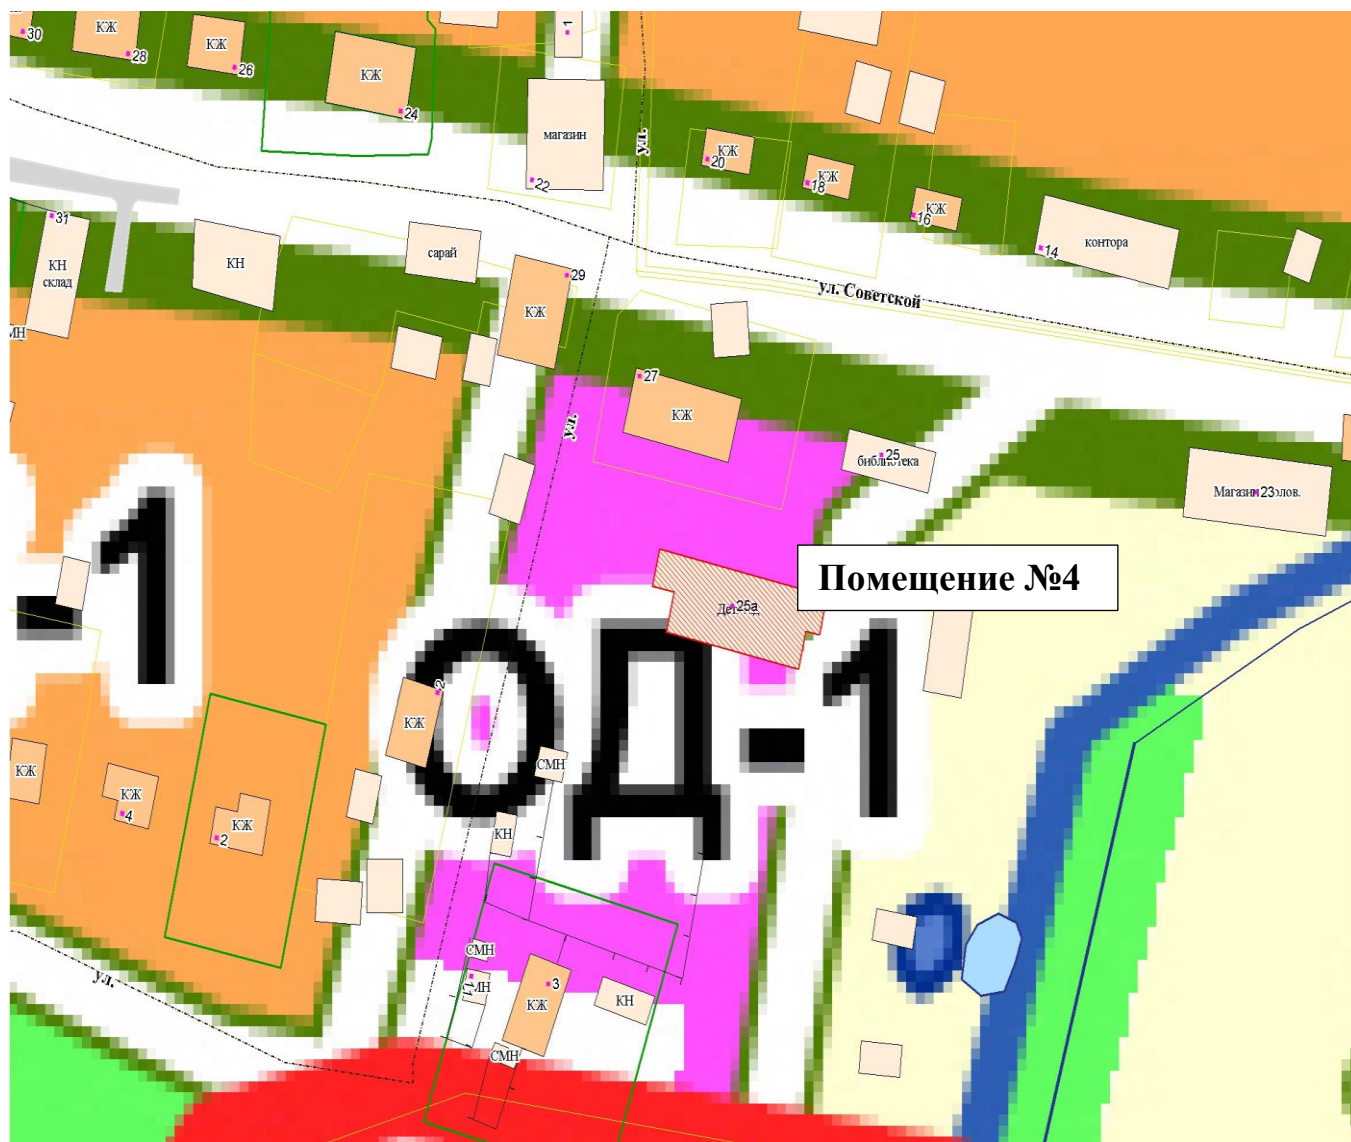 30
КЖ
28
КЖ
26
КЖ
24
1
магазин
22
ул.
КЖ
20
КЖ
18
КЖ
16
контора
14
31
КН
склад
КН
сарай
29
КЖ
ул. Советской
27
КЖ
ул.
библиотека
25
23
Помещение №4
25а
-1
ОД-1
2
КЖ
СМН
КН
КЖ
КЖ
4
КЖ
2
СМН
11
3
КЖ
КН
СМН
ул.